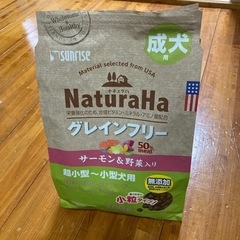 sunrise
成犬用
Material selected from USA
ナチュラハ
NaturaHa
グレインフリー
50%
サーモン&野菜入り
超小型〜小型犬用
無添加
小粒